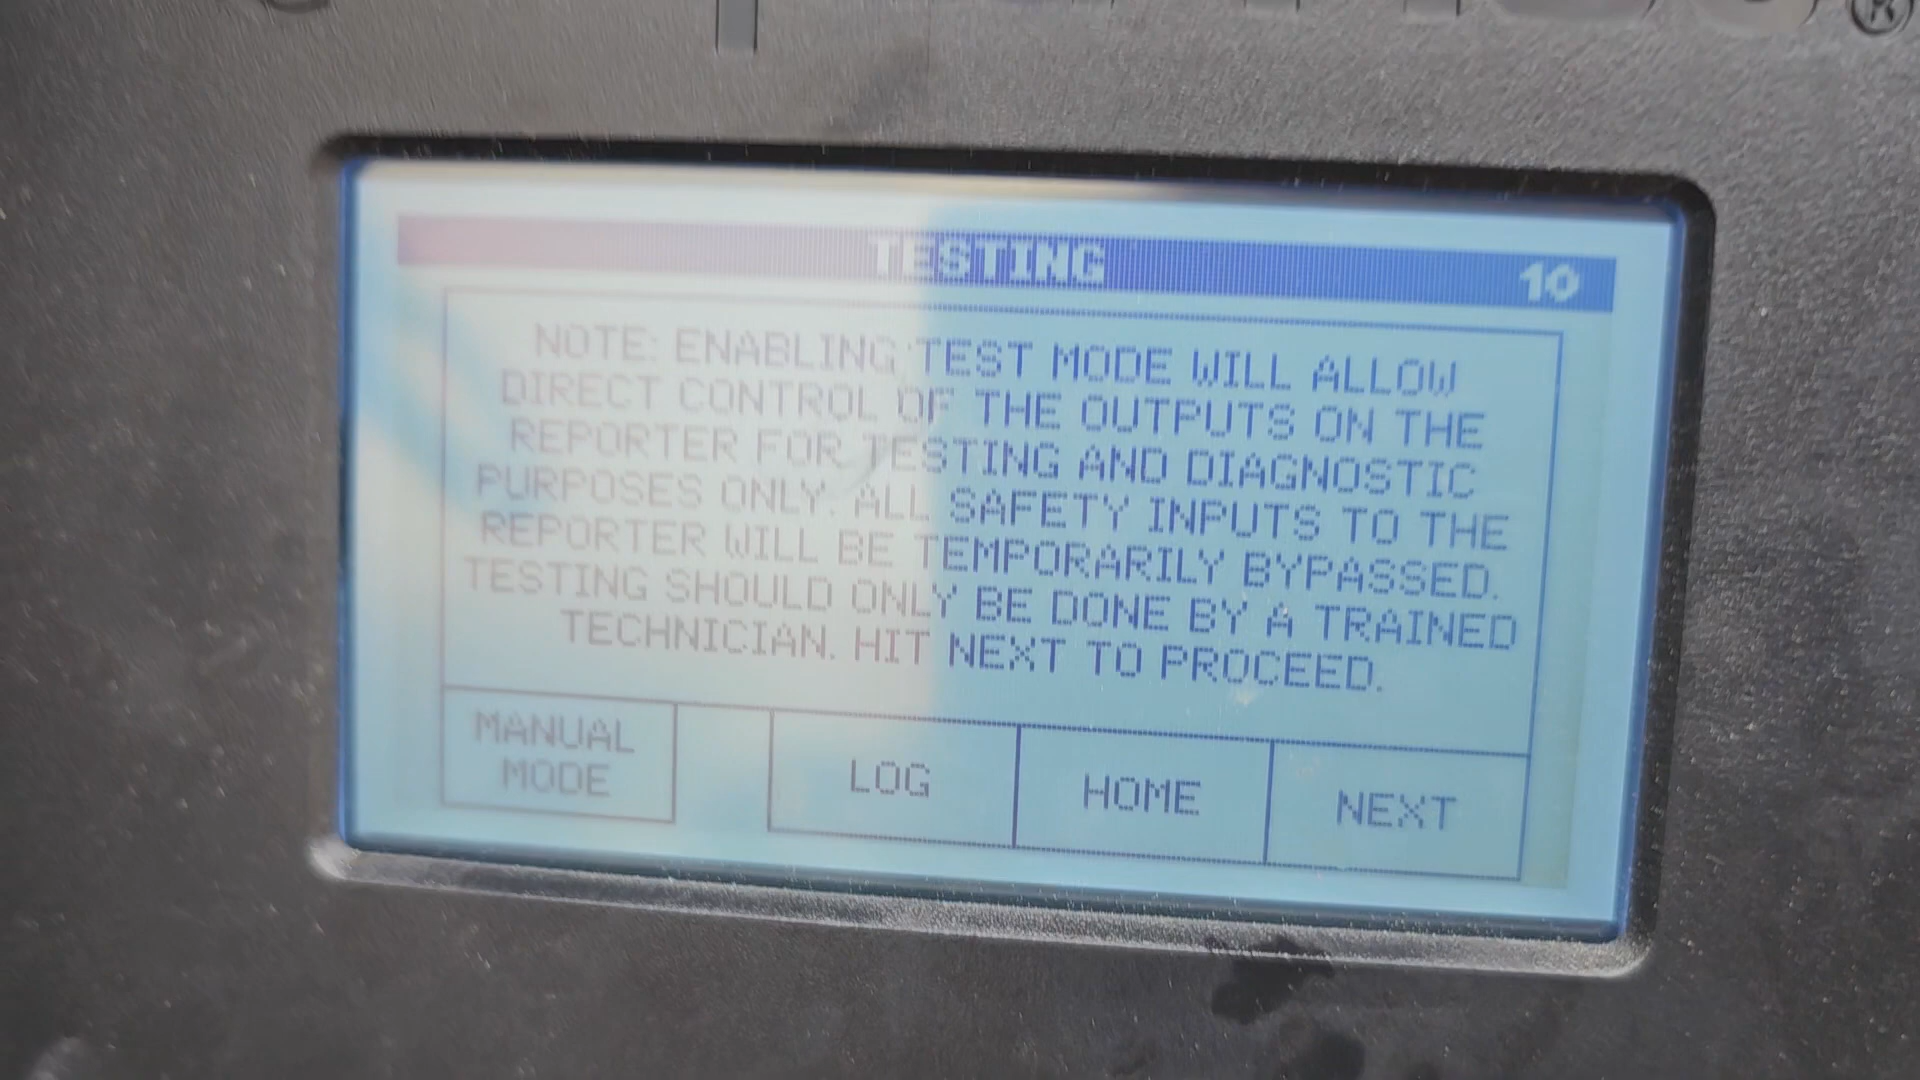 ®
TESTING 10
NOTE: ENABLING TEST MODE WILL ALLOW
DIRECT CONTROL OF THE OUTPUTS ON THE
REPORTER FOR TESTING AND DIAGNOSTIC
PURPOSES ONLY. ALL SAFETY INPUTS TO THE
REPORTER WILL BE TEMPORARILY BYPASSED.
TESTING SHOULD ONLY BE DONE BY A TRAINED
TECHNICIAN. HIT NEXT TO PROCEED.
MANUAL
MODE
LOG
HOME
NEXT